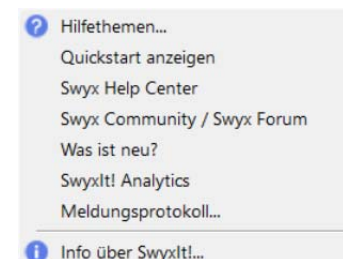 Hilfethemen...
Quickstart anzeigen
Swyx Help Center
Swyx Community / Swyx Forum
Was ist neu?
SwyxIt! Analytics
Meldungsprotokoll...
Info über SwyxIt!...